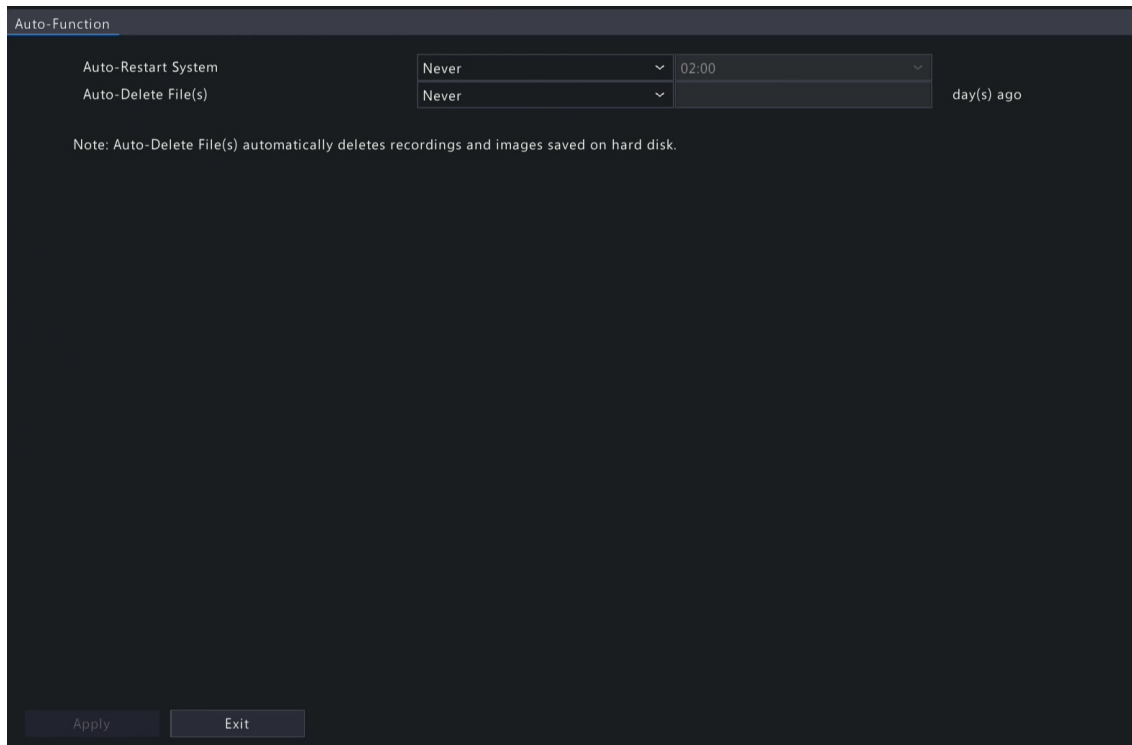 Auto-Function
Auto-Restart System Never 02:00
Auto-Delete File(s) Never day(s) ago
Note: Auto-Delete File(s) automatically deletes recordings and images saved on hard disk.
Apply Exit